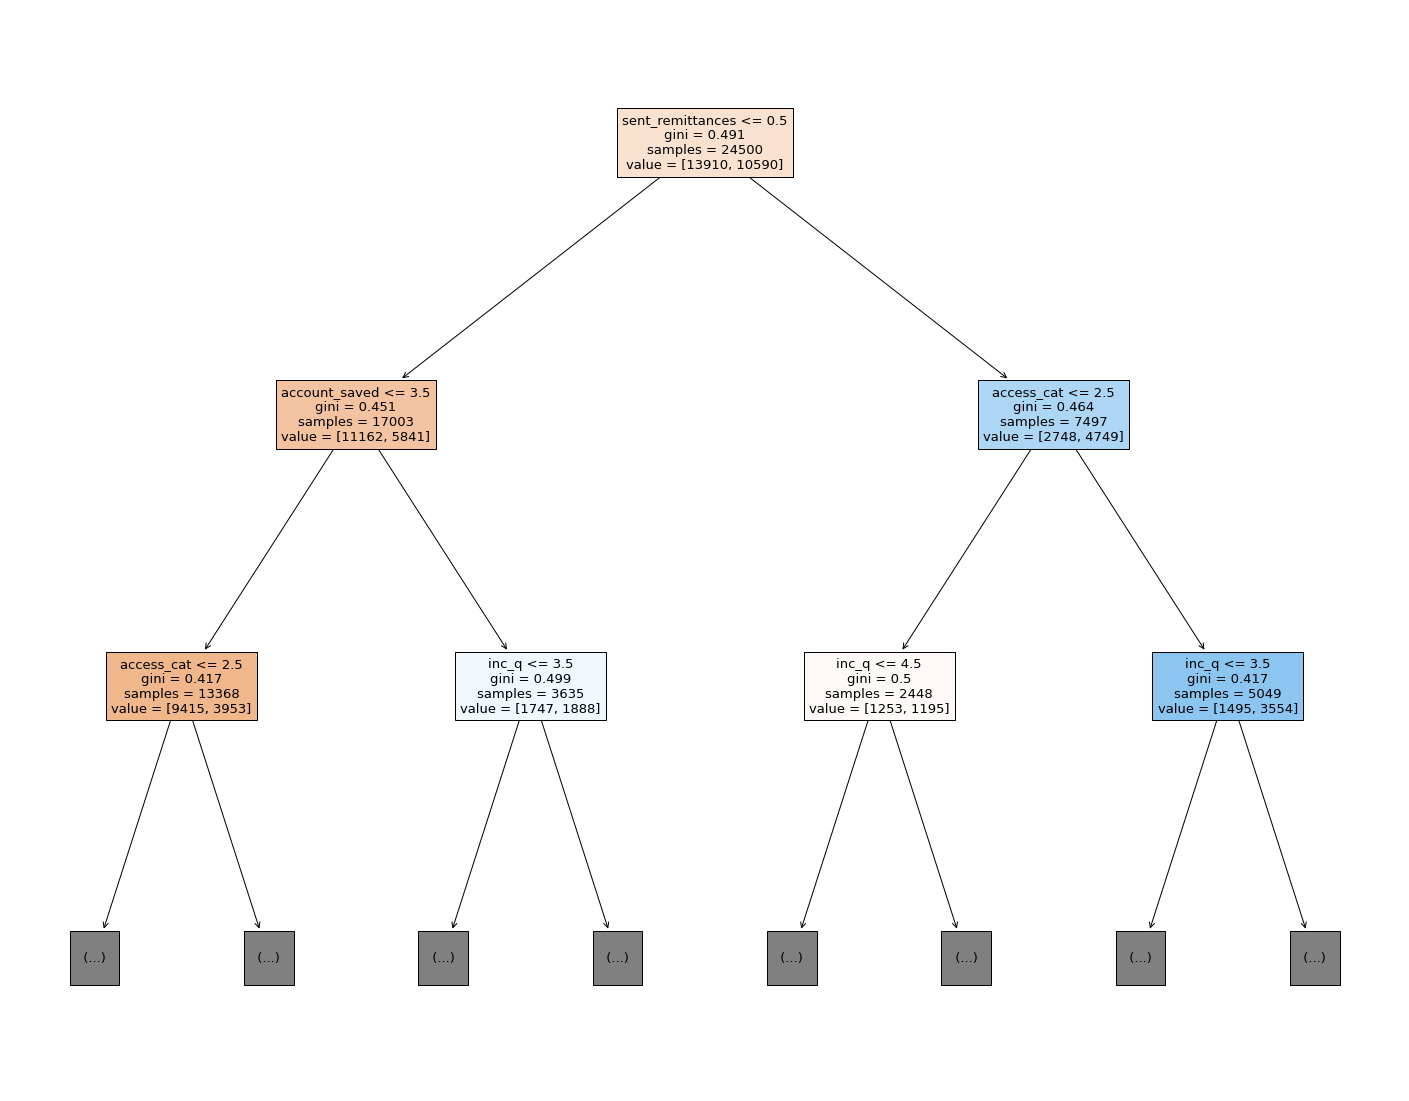 sent_remittances <= 0.5
gini = 0.491
samples = 24500
value = [13910, 10590]
account_saved <= 3.5
gini = 0.451
samples = 17003
value = [11162, 5841]
access_cat <= 2.5
gini = 0.464
samples = 7497
value = [2748, 4749]
access_cat <= 2.5
gini = 0.417
samples = 13368
value = [9415, 3953]
inc_q <= 3.5
gini = 0.499
samples = 3635
value = [1747, 1888]
inc_q <= 4.5
gini = 0.5
samples = 2448
value = [1253, 1195]
inc_q <= 3.5
gini = 0.417
samples = 5049
value = [1495, 3554]
(...)
(...)
(...)
(...)
(...)
(...)
(...)
(...)